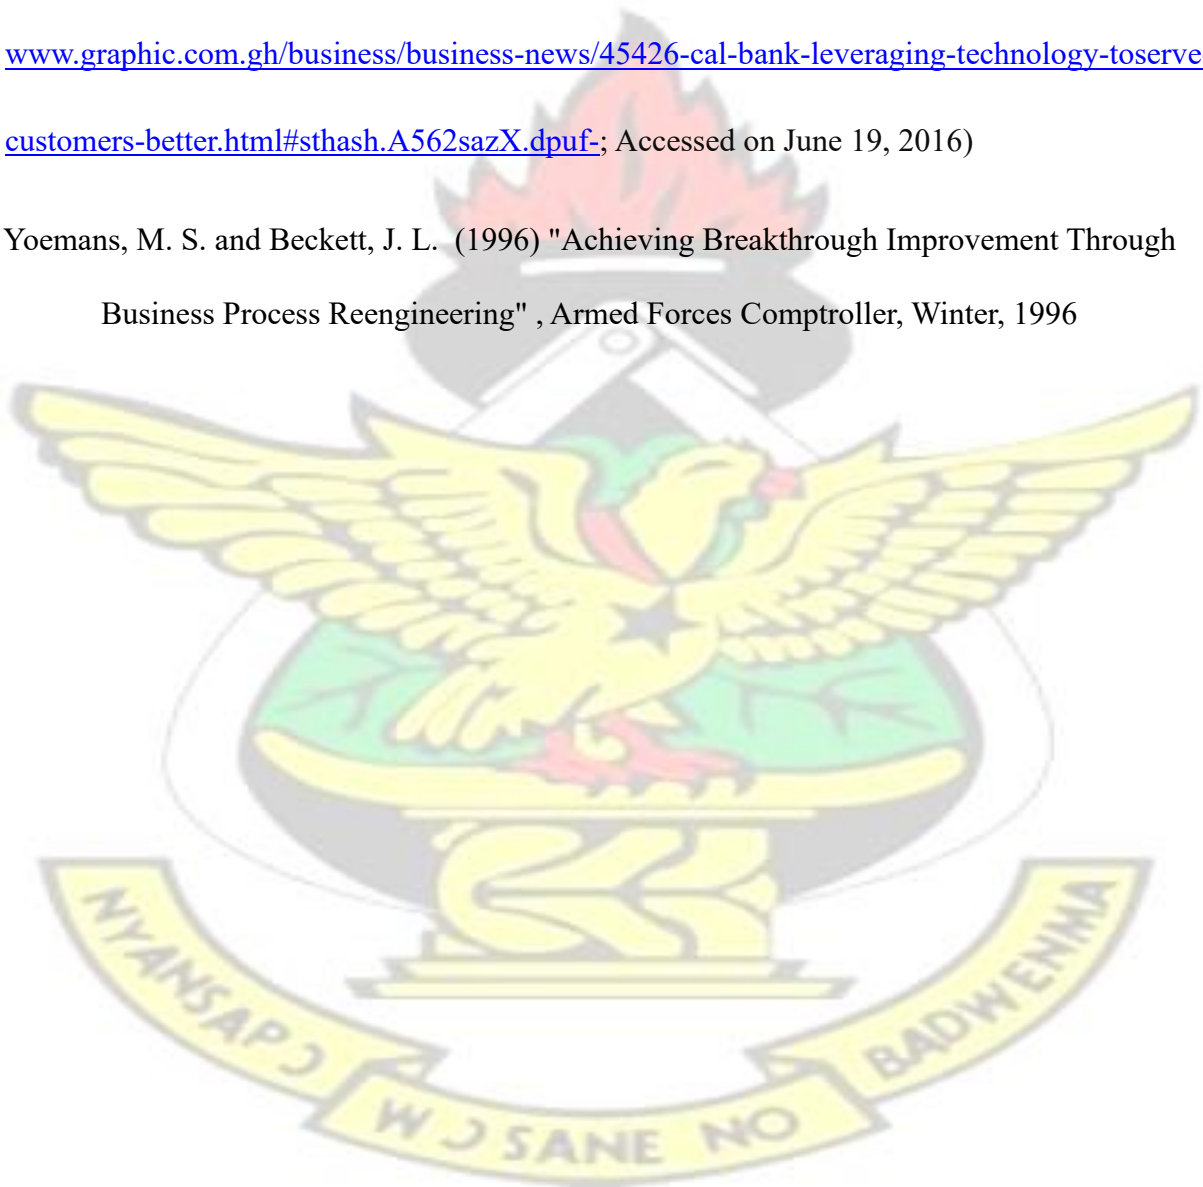 www.graphic.com.gh/business/business-news/45426-cal-bank-leveraging-technology-toserve
customers-better.html#sthash.A562sazX.dpuf-; Accessed on June 19, 2016)
Yoemans, M. S. and Beckett, J. L. (1996) "Achieving Breakthrough Improvement Through
Business Process Reengineering" , Armed Forces Comptroller, Winter, 1996
NYANSAPƆ
WƆSANE NO
BADWENMA